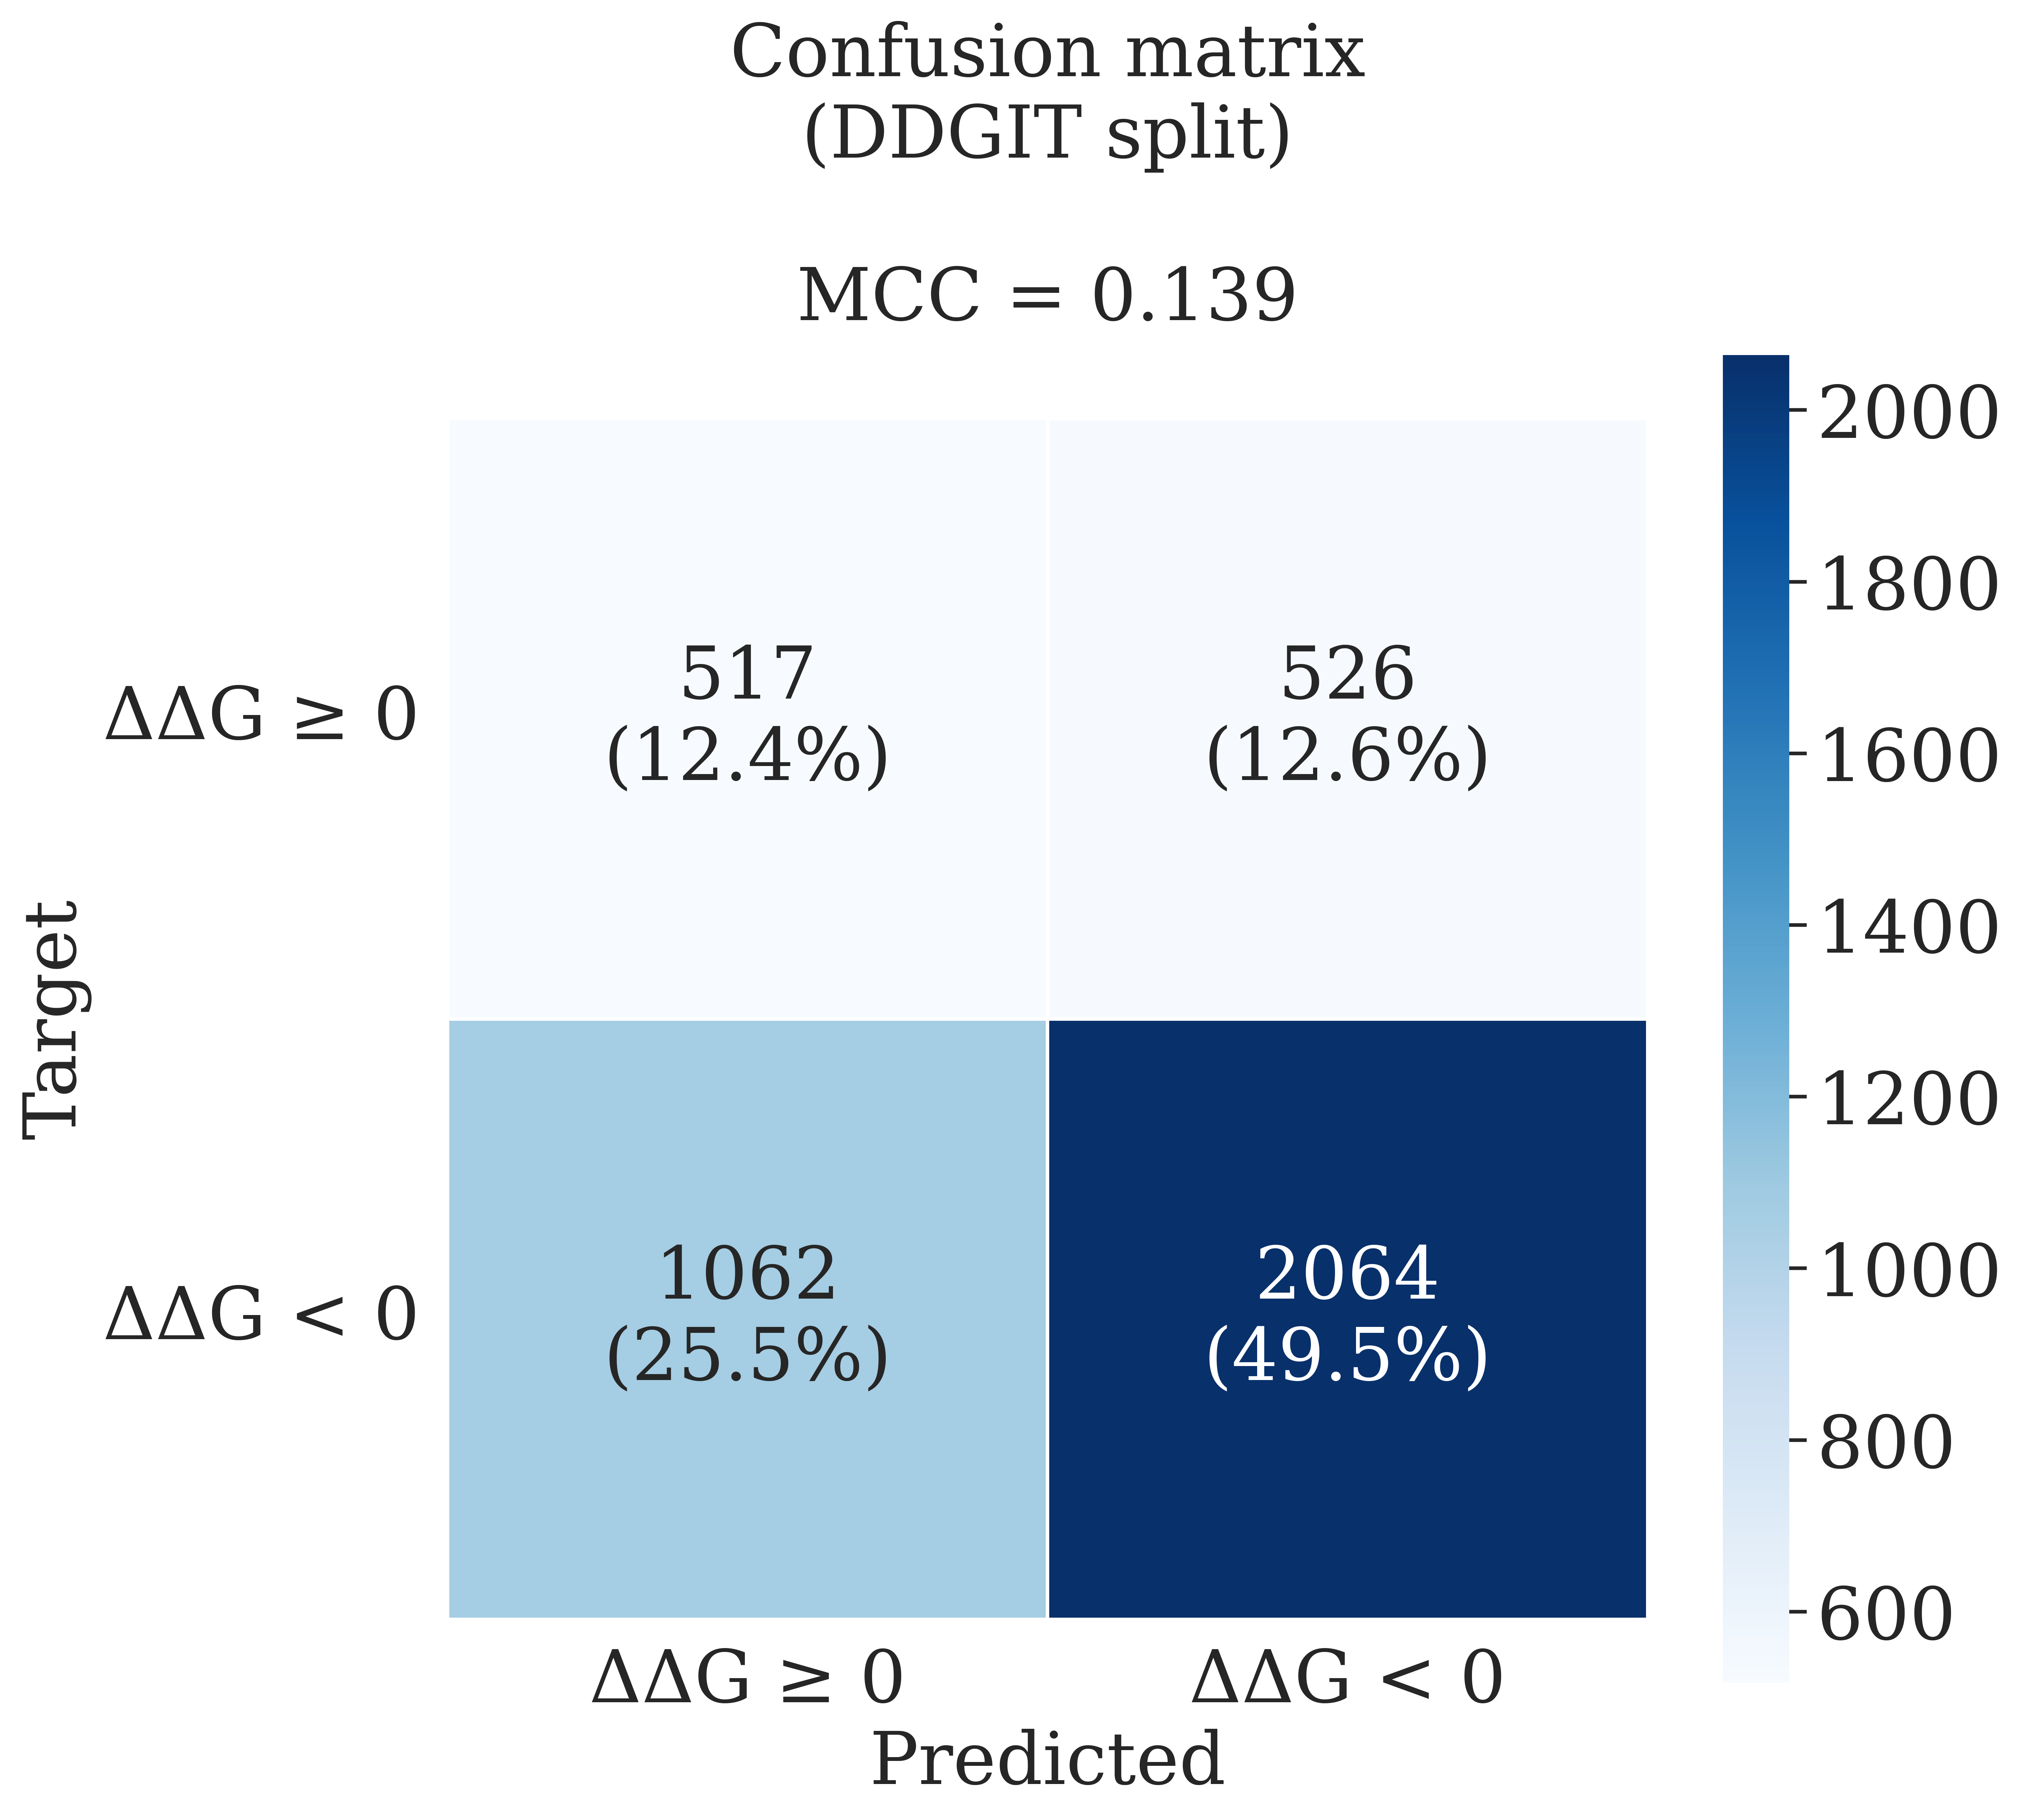 Confusion matrix
(DDGIT split)
MCC = 0.139
2000
1800
1600
1400
1200
1000
800
600
Target
ΔΔG ≥ 0
517
(12.4%)
526
(12.6%)
ΔΔG < 0
1062
(25.5%)
2064
(49.5%)
ΔΔG ≥ 0
ΔΔG < 0
Predicted